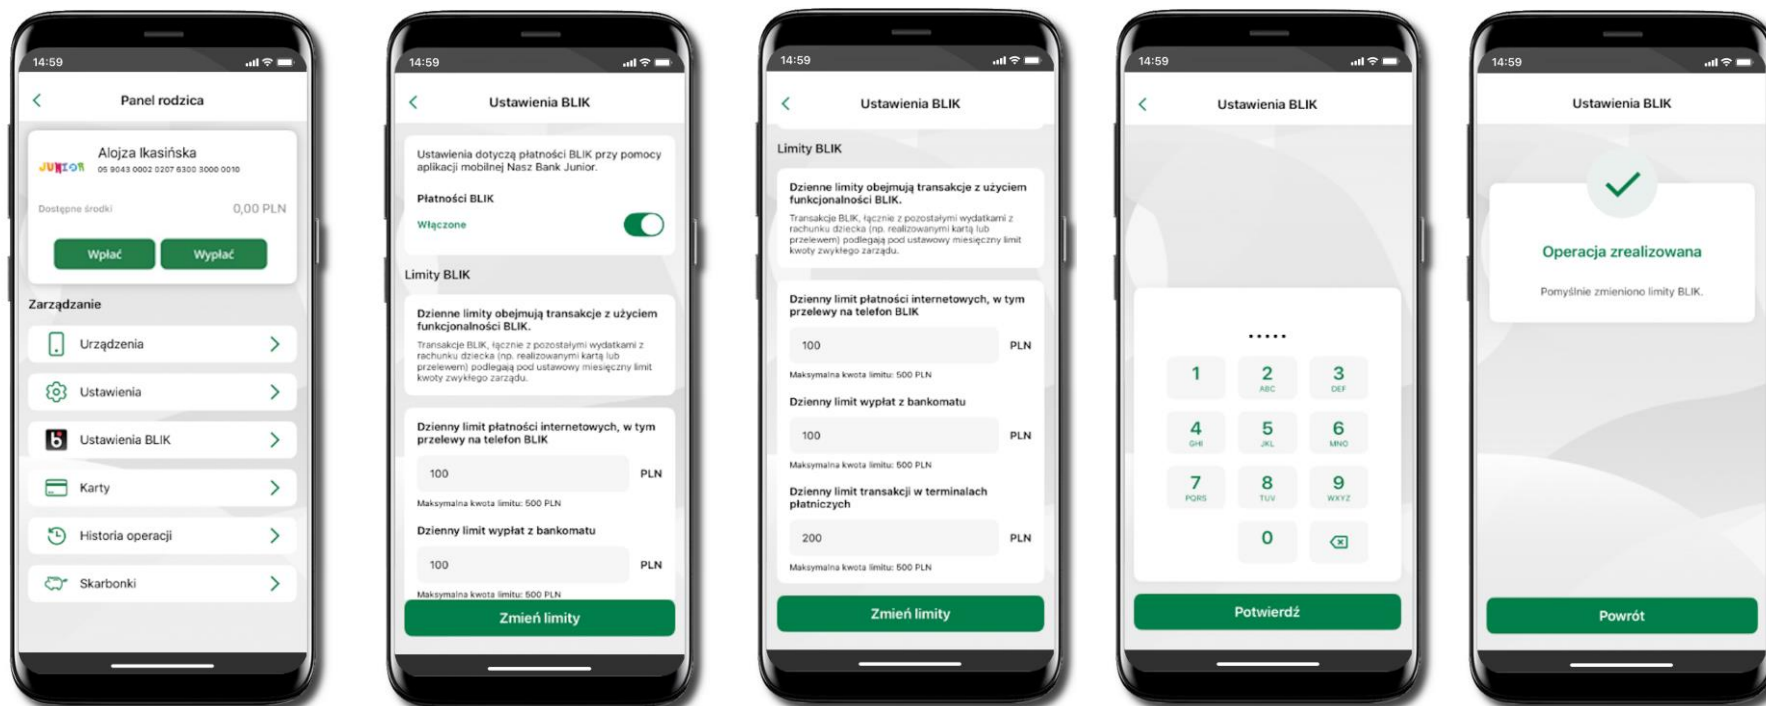 14:59
Panel rodzica
JUNIOR
Alojza Ikasińska
05 9043 0002 0207 6300 3000 0010
Dostępne środki
0,00 PLN
Wpłać
Wypłać
Zarządzanie
Urządzenia
Ustawienia
Ustawienia BLIK
Karty
Historia operacji
Skarbonki
14:59
Ustawienia BLIK
Ustawienia dotyczą płatności BLIK przy pomocy
aplikacji mobilnej Nasz Bank Junior.
Płatności BLIK
Włączone
Limity BLIK
Dzienne limity obejmują transakcje z użyciem
funkcjonalności BLIK.
Transakcje BLIK, łącznie z pozostałymi wydatkami z
rachunku dziecka (np. realizowanymi kartą lub
przelewem) podlegają pod ustawowy miesięczny limit
kwoty zwykłego zarządu.
Dzienny limit płatności internetowych, w tym
przelewy na telefon BLIK
100
PLN
Maksymalna kwota limitu: 500 PLN
Dzienny limit wypłat z bankomatu
100
PLN
Maksymalna kwota limitu: 500 PLN
Zmień limity
14:59
Ustawienia BLIK
Limity BLIK
Dzienne limity obejmują transakcje z użyciem
funkcjonalności BLIK.
Transakcje BLIK, łącznie z pozostałymi wydatkami z
rachunku dziecka (np. realizowanymi kartą lub
przelewem) podlegają pod ustawowy miesięczny limit
kwoty zwykłego zarządu.
Dzienny limit płatności internetowych, w tym
przelewy na telefon BLIK
100
PLN
Maksymalna kwota limitu: 500 PLN
Dzienny limit wypłat z bankomatu
100
PLN
Maksymalna kwota limitu: 500 PLN
Dzienny limit transakcji w terminalach
płatniczych
200
PLN
Maksymalna kwota limitu: 500 PLN
Zmień limity
14:59
Ustawienia BLIK
1
2
ABC
3
DEF
4
GHI
5
JKL
6
MNO
7
PQRS
8
TUV
9
WXYZ
0
Potwierdź
14:59
Ustawienia BLIK
Operacja zrealizowana
Pomyślnie zmieniono limity BLIK.
Powrót